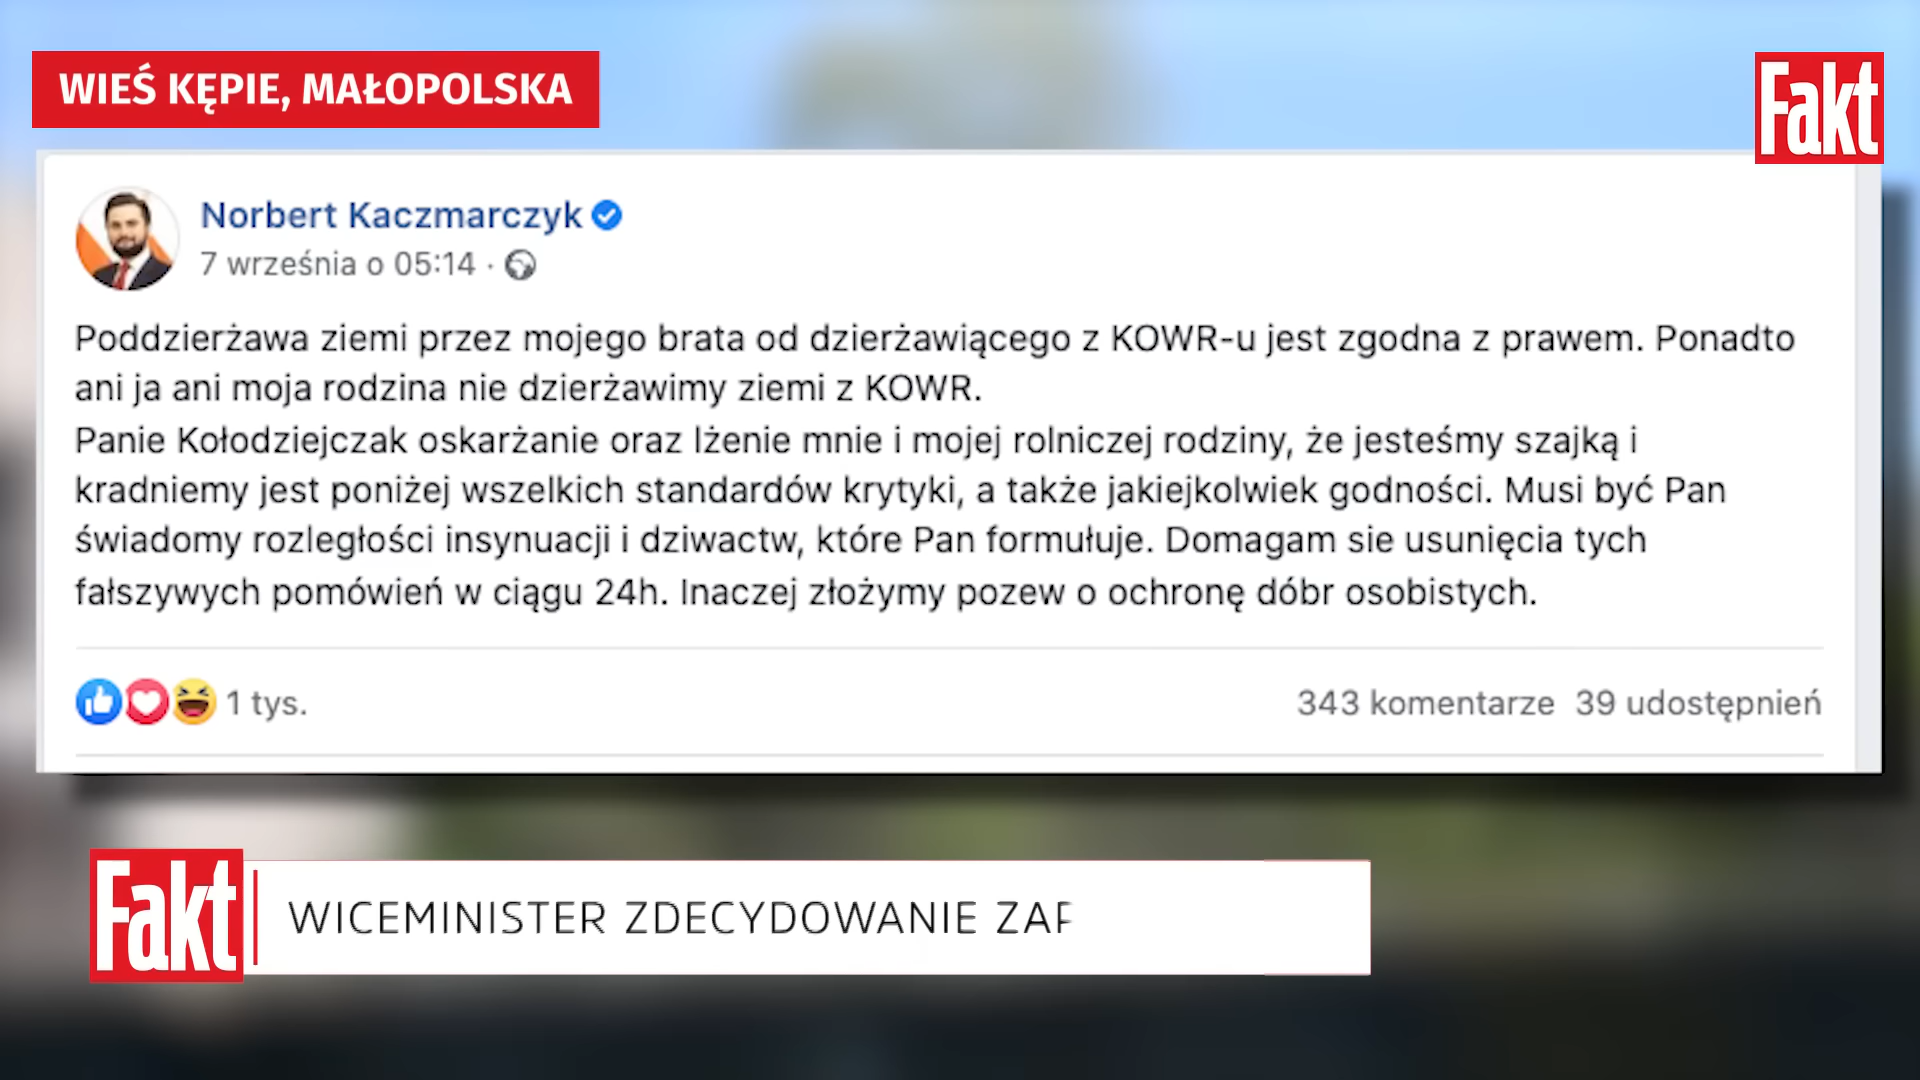 WIEŚ KĘPIE, MAŁOPOLSKA
Fakt
Norbert Kaczmarczyk
7 września o 05:14 ·
Poddzierżawa ziemi przez mojego brata od dzierżawiącego z KOWR-u jest zgodna z prawem. Ponadto
ani ja ani moja rodzina nie dzierżawimy ziemi z KOWR.
Panie Kołodziejczak oskarżanie oraz lżenie mnie i mojej rolniczej rodziny, że jesteśmy szajką i
kradniemy jest poniżej wszelkich standardów krytyki, a także jakiejkolwiek godności. Musi być Pan
świadomy rozległości insynuacji i dziwactw, które Pan formułuje. Domagam sie usunięcia tych
fałszywych pomówień w ciągu 24h. Inaczej złożymy pozew o ochronę dóbr osobistych.
1 tys.
343 komentarze 39 udostępnień
Fakt
WICEMINISTER ZDECYDOWANIE